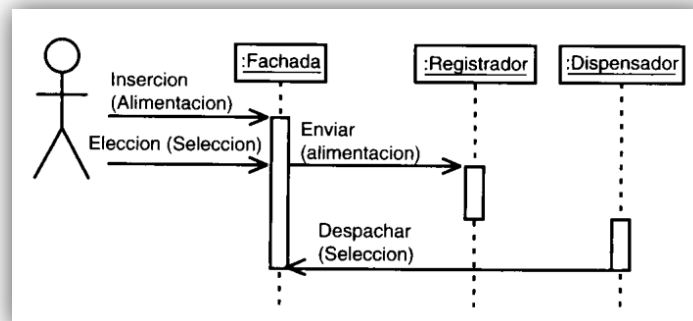 :Fachada
:Registrador
:Dispensador
Insercion
(Alimentacion)
Eleccion (Seleccion)
Enviar
(alimentacion)
Despachar
(Seleccion)